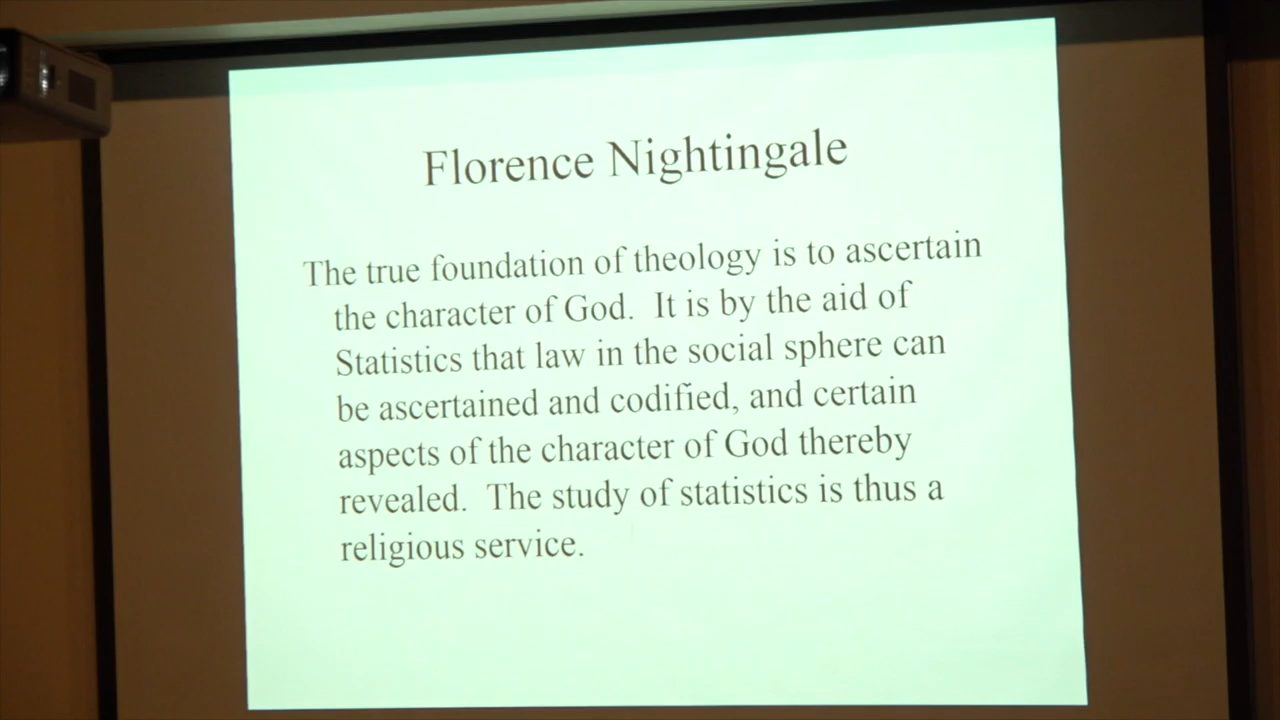 Florence Nightingale
The true foundation of theology is to ascertain
the character of God.  It is by the aid of
Statistics that law in the social sphere can
be ascertained and codified, and certain
aspects of the character of God thereby
revealed.  The study of statistics is thus a
religious service.